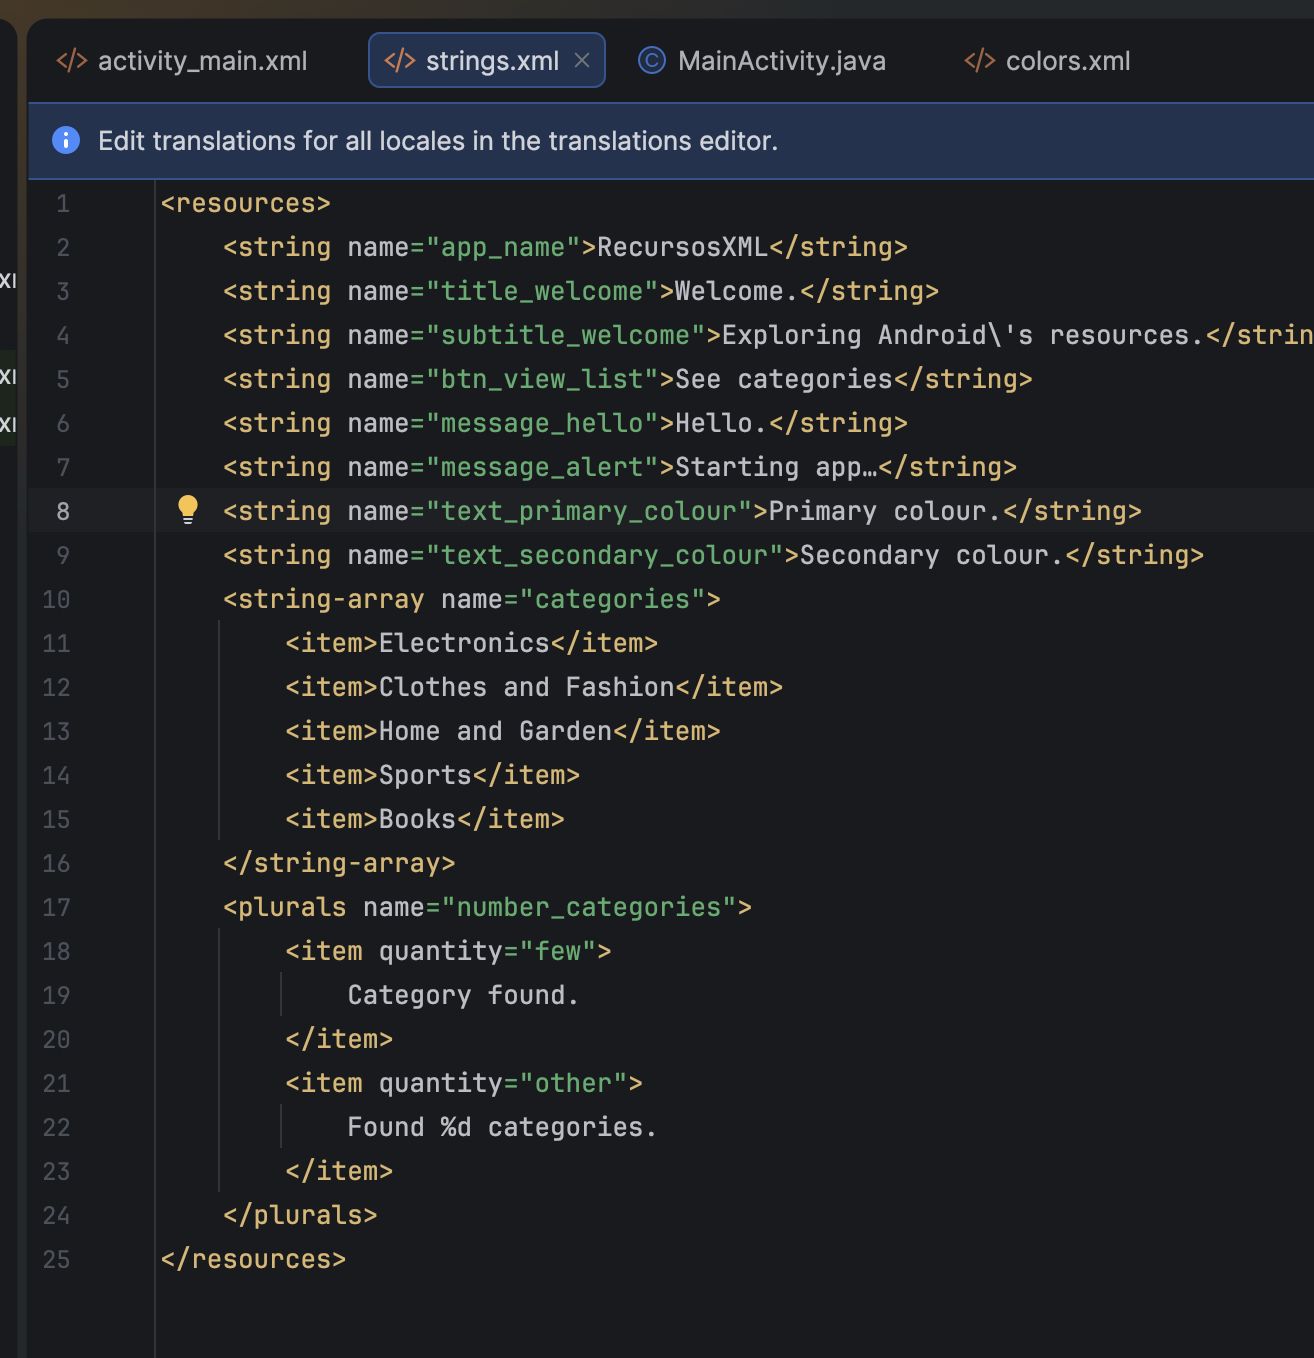 activity_main.xml strings.xml MainActivity.java colors.xml
Edit translations for all locales in the translations editor.
1 <resources>
2 <string name="app_name">RecursosXML</string>
3 <string name="title_welcome">Welcome.</string>
4 <string name="subtitle_welcome">Exploring Android\'s resources.</strin
5 <string name="btn_view_list">See categories</string>
6 <string name="message_hello">Hello.</string>
7 <string name="message_alert">Starting app…</string>
8 <string name="text_primary_colour">Primary colour.</string>
9 <string name="text_secondary_colour">Secondary colour.</string>
10 <string-array name="categories">
11 <item>Electronics</item>
12 <item>Clothes and Fashion</item>
13 <item>Home and Garden</item>
14 <item>Sports</item>
15 <item>Books</item>
16 </string-array>
17 <plurals name="number_categories">
18 <item quantity="few">
19 Category found.
20 </item>
21 <item quantity="other">
22 Found %d categories.
23 </item>
24 </plurals>
25 </resources>